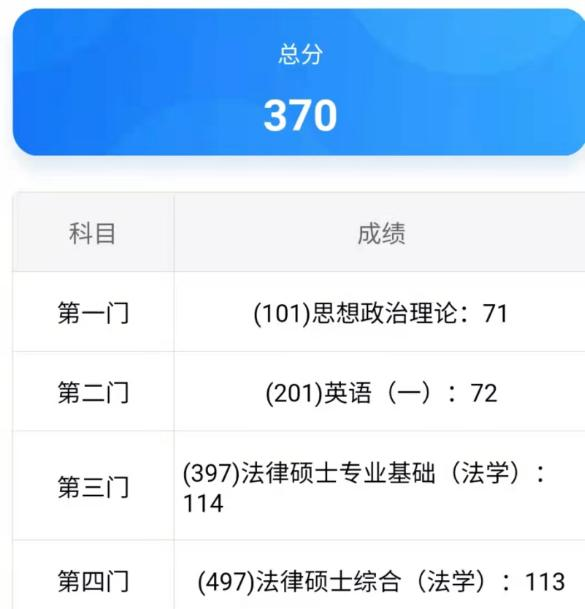 总分
370
科目 成绩
第一门 (101)思想政治理论：71
第二门 (201)英语（一）：72
第三门 (397)法律硕士专业基础（法学）：
114
第四门 (497)法律硕士综合（法学）：113